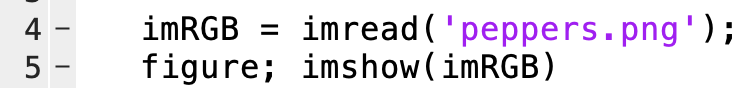 4 - imRGB = imread('peppers.png');
5 - figure; imshow(imRGB)